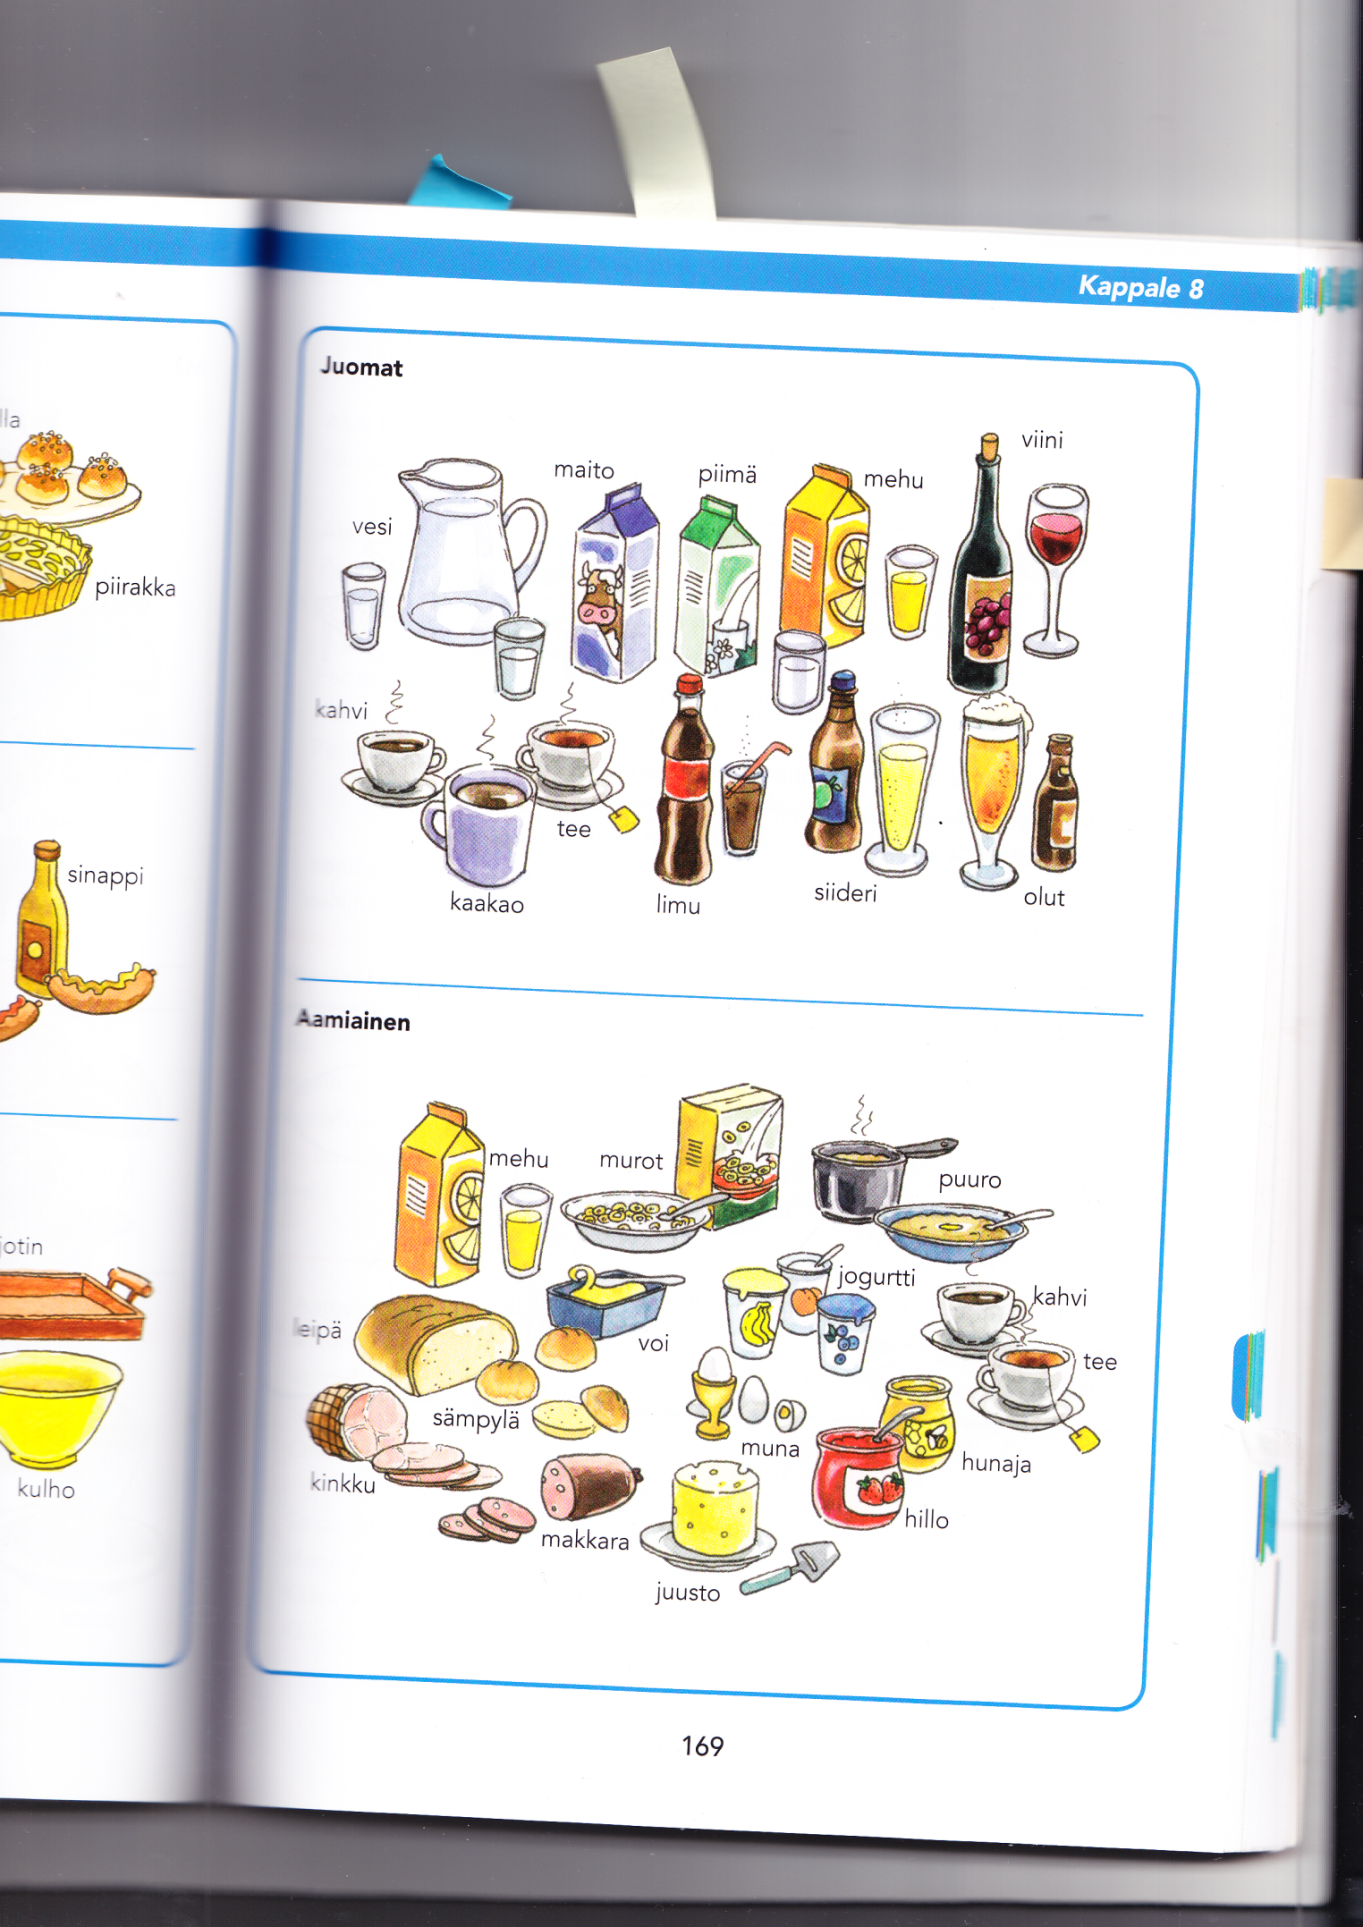 Kappale 8
piirakka
sinappi
kulho
Juomat
viini
maito
piimä
mehu
vesi
kahvi
tee
kaakao
limu
siideri
olut
Aamiainen
mehu
murot
puuro
jogurtti
kahvi
leipä
voi
tee
sämpylä
muna
hunaja
kinkku
hillo
makkara
juusto
169